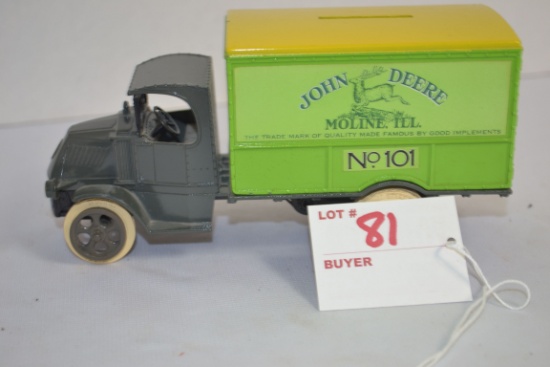 JOHN DEERE
MOLINE, ILL.
THE TRADE MARK OF QUALITY MADE FAMOUS BY GOOD IMPLEMENTS
No 101
LOT # 81
BUYER